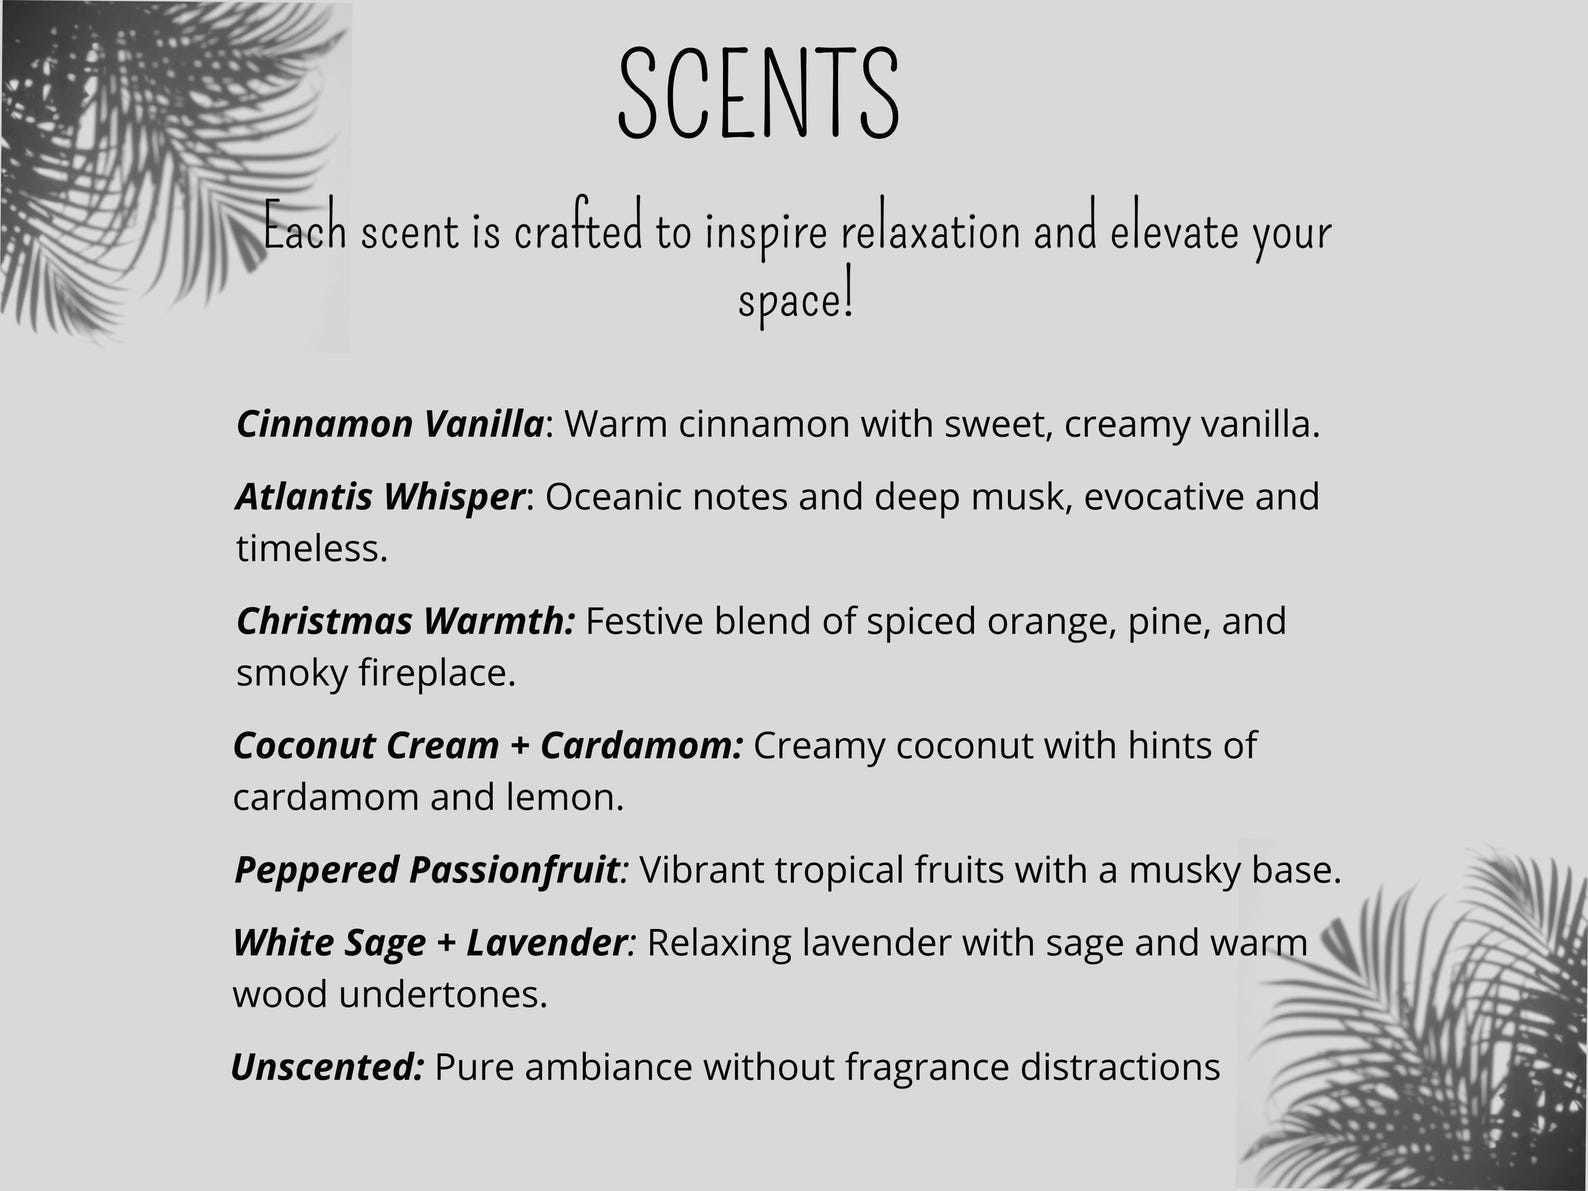 SCENTS
Each scent is crafted to inspire relaxation and elevate your
space!
Cinnamon Vanilla: Warm cinnamon with sweet, creamy vanilla.
Atlantis Whisper: Oceanic notes and deep musk, evocative and
timeless.
Christmas Warmth: Festive blend of spiced orange, pine, and
smoky fireplace.
Coconut Cream + Cardamom: Creamy coconut with hints of
cardamom and lemon.
Peppered Passionfruit: Vibrant tropical fruits with a musky base.
White Sage + Lavender: Relaxing lavender with sage and warm
wood undertones.
Unscented: Pure ambiance without fragrance distractions